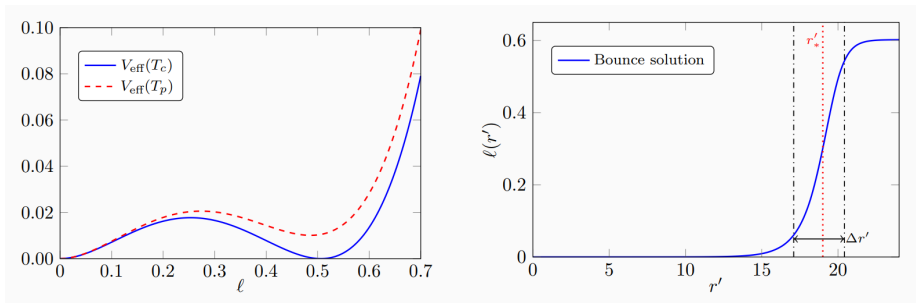 0.10
0.08
0.06
0.04
0.02
0.00
V_eff(T_c)
V_eff(T_p)
0 0.1 0.2 0.3 0.4 0.5 0.6 0.7
ℓ
0.6
0.4
0.2
0
ℓ(r′)
r′_*
Bounce solution
Δr′
0 5 10 15 20
r′